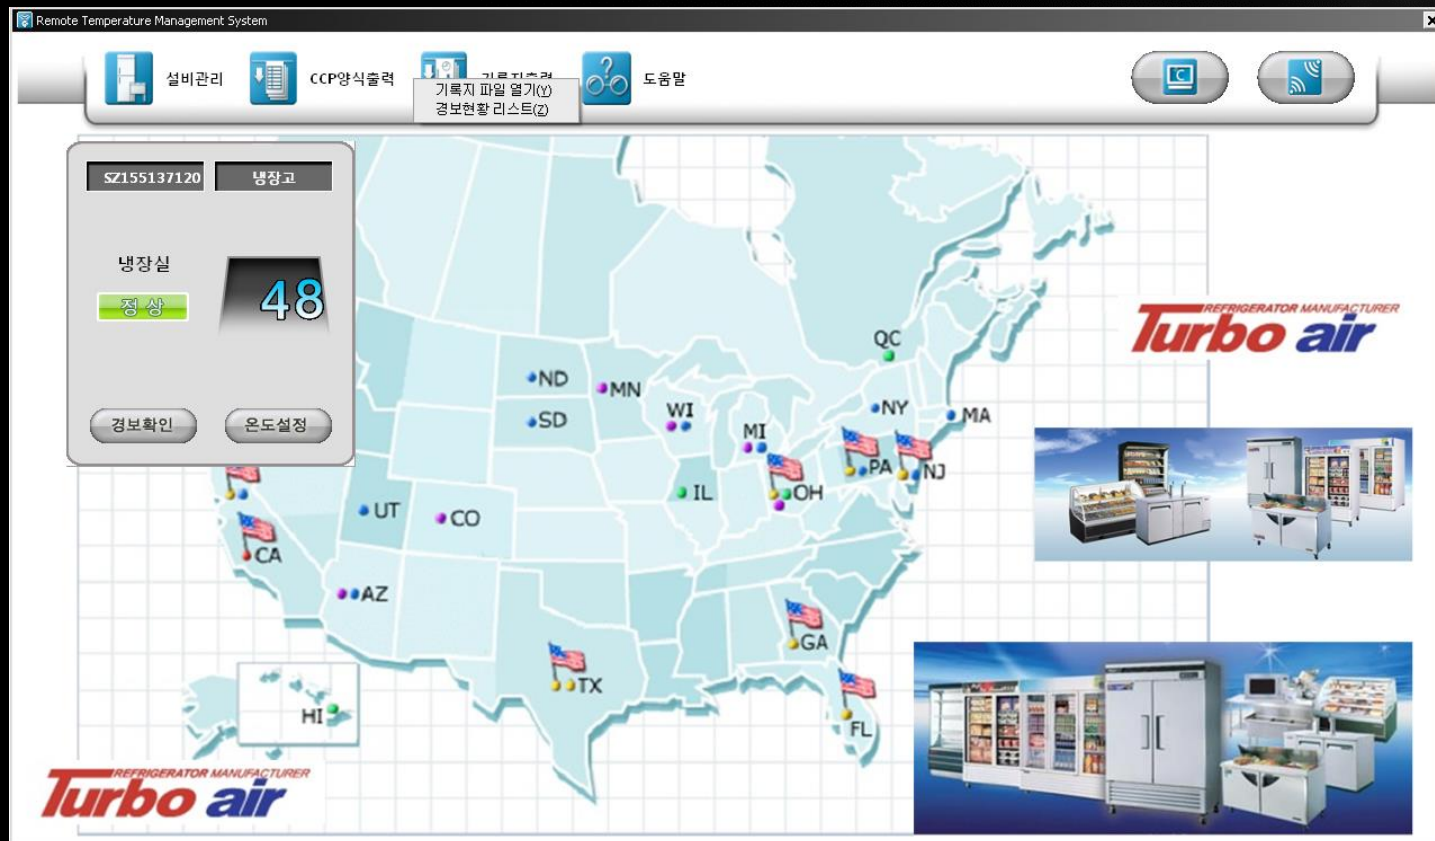 Remote Temperature Management System
설비관리
CCP양식출력
도움말
기록지 파일 열기(Y)
경보현황 리스트(Z)
SZ155137120
냉장고
냉장실
정상
48
경보확인
온도설정
REFRIGERATOR MANUFACTURER
Turbo air
QC
ND
MN
NY
MA
SD
WI
MI
PA
NJ
IL
OH
UT
CO
CA
AZ
GA
TX
HI
FL
REFRIGERATOR MANUFACTURER
Turbo air